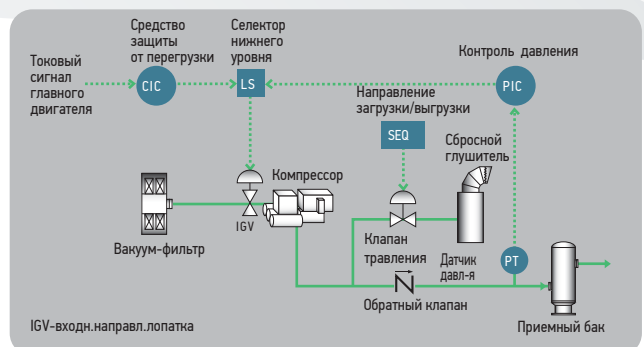 Средство
защиты
от перегрузки
Селектор
нижнего
уровня
Контроль давления
Токовый
сигнал
главного
двигателя
CIC
LS
PIC
Направление
загрузки/выгрузки
SEQ
Сбросной
глушитель
Компрессор
IGV
Вакуум-фильтр
Клапан
травления
Датчик
давл-я
PT
Обратный клапан
Приемный бак
IGV-входн.направл.лопатка